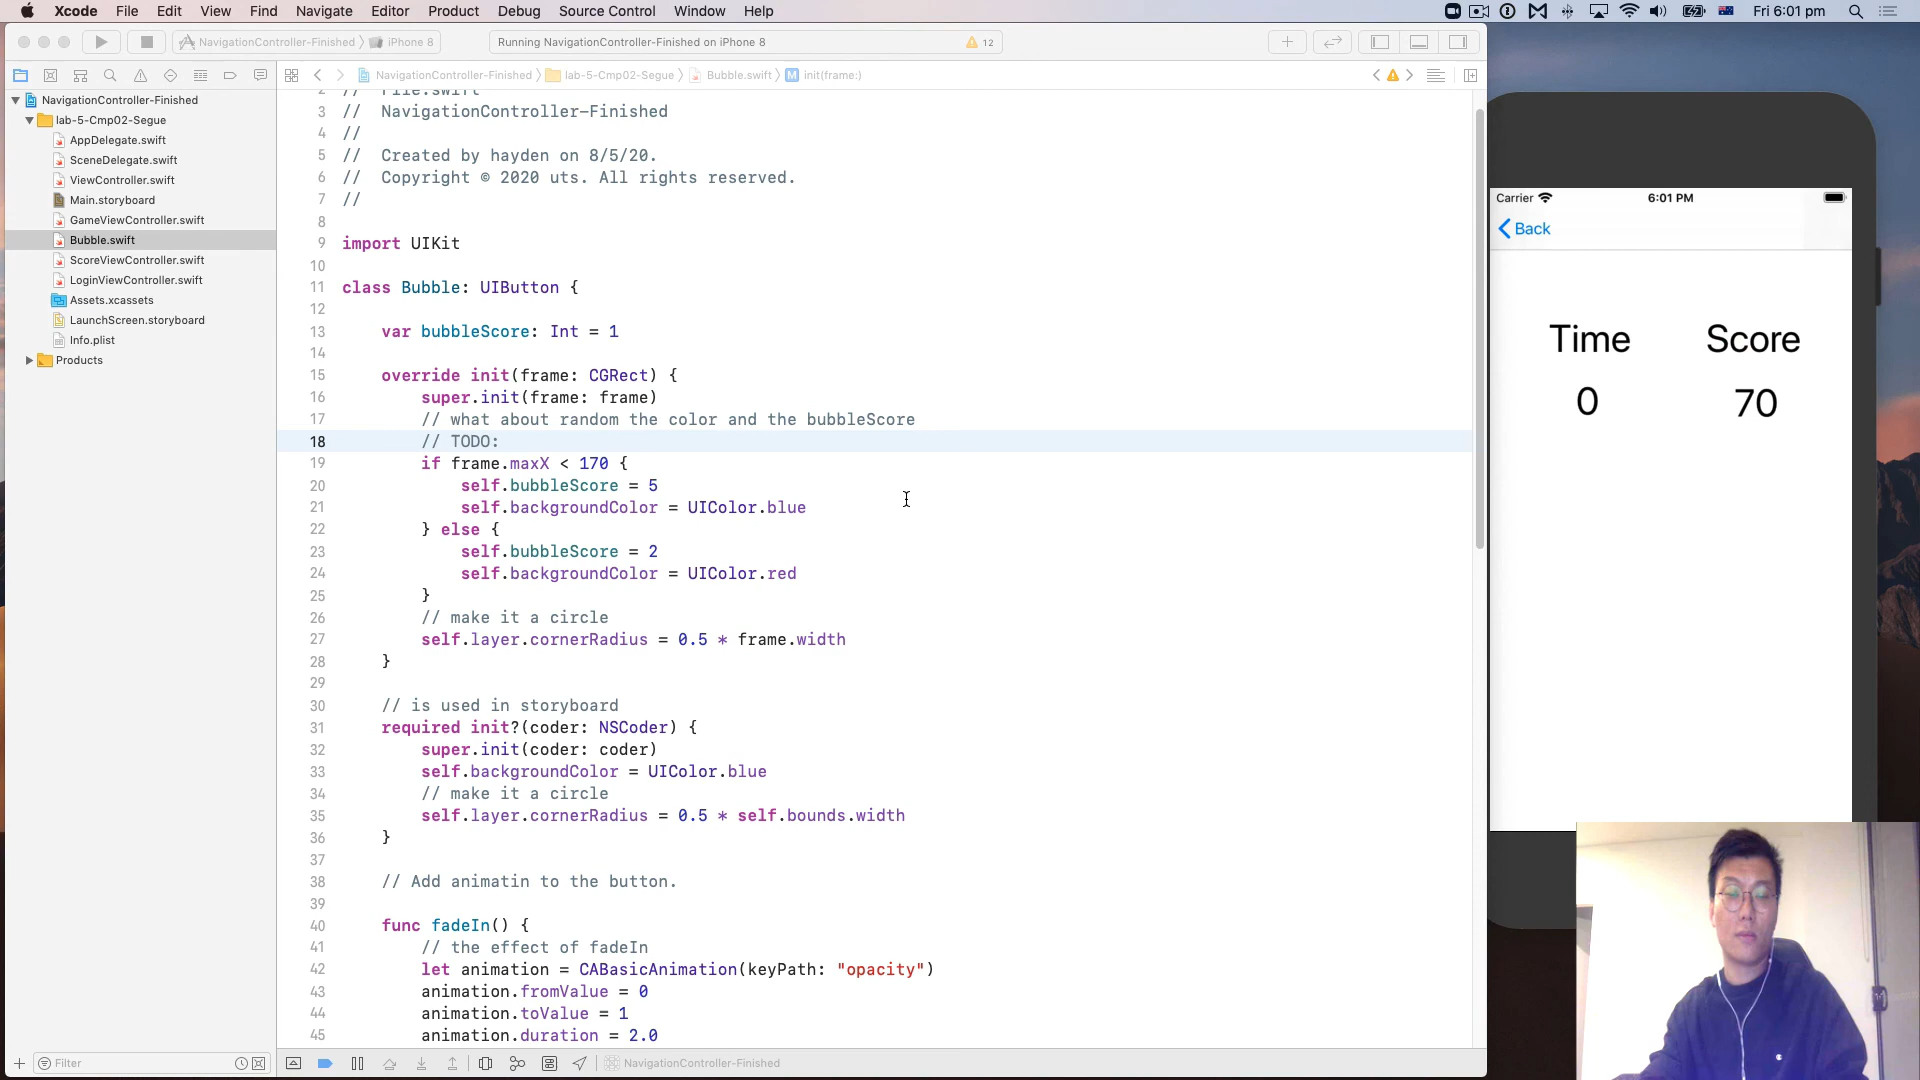 Xcode File Edit View Find Navigate Editor Product Debug Source Control Window Help Fri 6:01 pm
NavigationController-Finished iPhone 8 Running NavigationController-Finished on iPhone 8 12
NavigationController-Finished lab-5-Cmp02-Segue Bubble.swift M init(frame:)
NavigationController-Finished
lab-5-Cmp02-Segue
AppDelegate.swift
SceneDelegate.swift
ViewController.swift
Main.storyboard
GameViewController.swift
Bubble.swift
ScoreViewController.swift
LoginViewController.swift
Assets.xcassets
LaunchScreen.storyboard
Info.plist
Products
Filter
2 // File.swift
3 // NavigationController-Finished
4 //
5 // Created by hayden on 8/5/20.
6 // Copyright © 2020 uts. All rights reserved.
7 //
8
9 import UIKit
10
11 class Bubble: UIButton {
12
13 var bubbleScore: Int = 1
14
15 override init(frame: CGRect) {
16 super.init(frame: frame)
17 // what about random the color and the bubbleScore
18 // TODO:
19 if frame.maxX < 170 {
20 self.bubbleScore = 5
21 self.backgroundColor = UIColor.blue
22 } else {
23 self.bubbleScore = 2
24 self.backgroundColor = UIColor.red
25 }
26 // make it a circle
27 self.layer.cornerRadius = 0.5 * frame.width
28 }
29
30 // is used in storyboard
31 required init?(coder: NSCoder) {
32 super.init(coder: coder)
33 self.backgroundColor = UIColor.blue
34 // make it a circle
35 self.layer.cornerRadius = 0.5 * self.bounds.width
36 }
37
38 // Add animatin to the button.
39
40 func fadeIn() {
41 // the effect of fadeIn
42 let animation = CABasicAnimation(keyPath: "opacity")
43 animation.fromValue = 0
44 animation.toValue = 1
45 animation.duration = 2.0
NavigationController-Finished
Carrier 6:01 PM
Back
Time Score
0 70